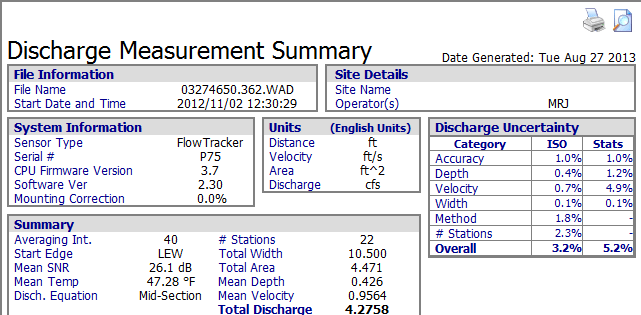 Discharge Measurement Summary
Date Generated: Tue Aug 27 2013
File Information
File Name 03274650.362.WAD
Start Date and Time 2012/11/02 12:30:29
Site Details
Site Name
Operator(s) MRJ
System Information
Sensor Type FlowTracker
Serial # P75
CPU Firmware Version 3.7
Software Ver 2.30
Mounting Correction 0.0%
Units (English Units)
Distance ft
Velocity ft/s
Area ft^2
Discharge cfs
Discharge Uncertainty
Category ISO Stats
Accuracy 1.0% 1.0%
Depth 0.4% 1.2%
Velocity 0.7% 4.9%
Width 0.1% 0.1%
Method 1.8% -
# Stations 2.3% -
Overall 3.2% 5.2%
Summary
Averaging Int. 40 # Stations 22
Start Edge LEW Total Width 10.500
Mean SNR 26.1 dB Total Area 4.471
Mean Temp 47.28 °F Mean Depth 0.426
Disch. Equation Mid-Section Mean Velocity 0.9564
Total Discharge 4.2758